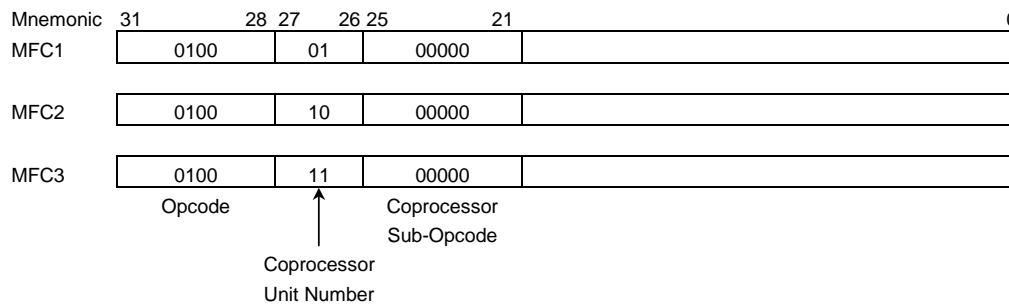 Mnemonic 31 28 27 26 25 21
MFC1 0100 01 00000
MFC2 0100 10 00000
MFC3 0100 11 00000
Opcode Coprocessor
Sub-Opcode
Coprocessor
Unit Number